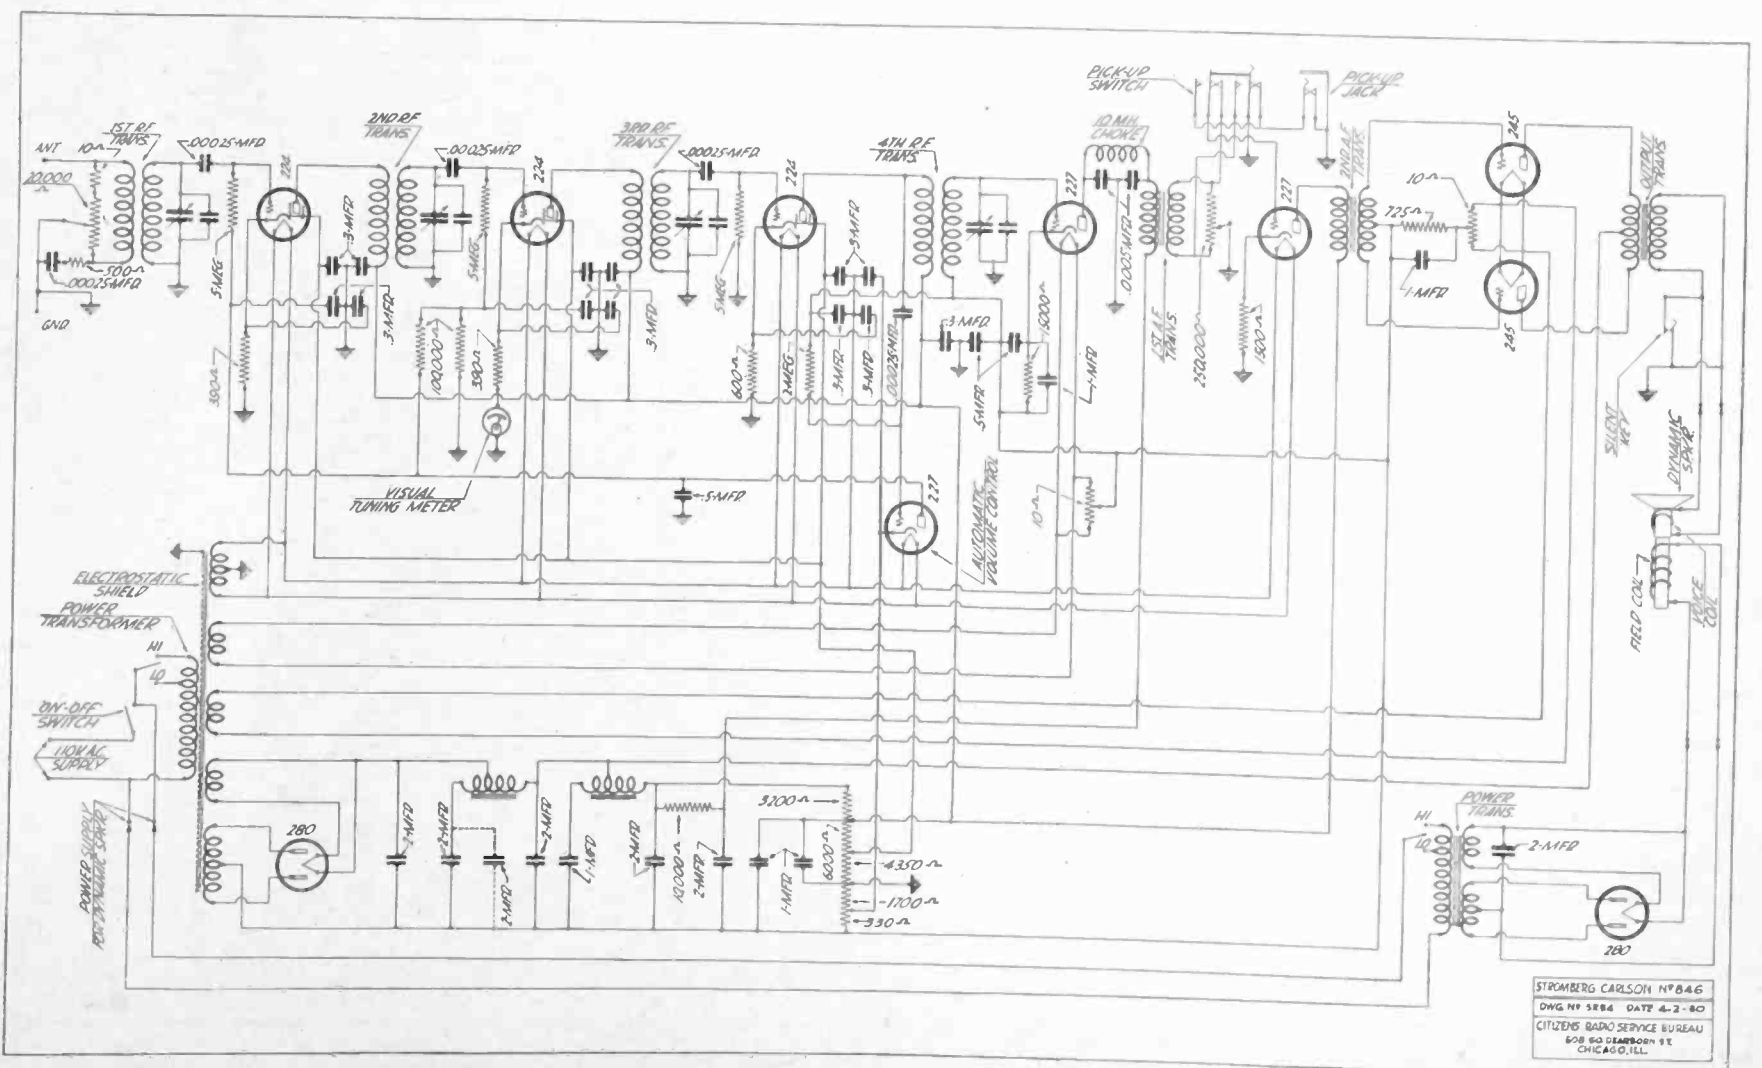 PICK-UP
SWITCH
PICK-UP
JACK
ANT
1ST R.F.
TRANS.
10Ω
.00025-MFD
2ND R.F.
TRANS.
.00025-MFD
3RD R.F.
TRANS.
.00025-MFD
4TH R.F.
TRANS.
10 MH.
CHOKE
2ND A.F.
TRANS.
245
OUTPUT
TRANS.
20,000
Ω
224
224
224
227
227
10Ω
725Ω
500Ω
.00025-MFD
GND
.5-MEG
.3-MFD
.3-MFD
.5-MEG
.3-MFD
.5-MEG
.3-MFD
.3-MFD
.3-MFD
.00025-MFD
.0005 MFD
1ST A.F.
TRANS.
250,000Ω
1500Ω
1-MFD
245
390Ω
100,000Ω
390Ω
600Ω
2-MEG
.3-MFD
.5-MFD
1-MFD
SILENT
KEY
DYNAMIC
SPKR.
VISUAL
TUNING METER
.5-MFD
227
AUTOMATIC
VOLUME CONTROL
10Ω
FIELD COIL
VOICE
COIL
ELECTROSTATIC
SHIELD
POWER
TRANSFORMER
HI
LO
ON-OFF
SWITCH
110V.AC.
SUPPLY
POWER SUPPLY
FOR DYNAMIC SPKR.
280
2-MFD
2-MFD
2-MFD
2-MFD
1-MFD
2-MFD
12000Ω
2-MFD
1-MFD
3200Ω
6000Ω
4350Ω
1700Ω
330Ω
POWER
TRANS.
HI
LO
2-MFD
280
STROMBERG CARLSON Nº 846
DWG Nº DATE 4-2-30
CITIZENS RADIO SERVICE BUREAU
608 SO. DEARBORN ST.
CHICAGO, ILL.